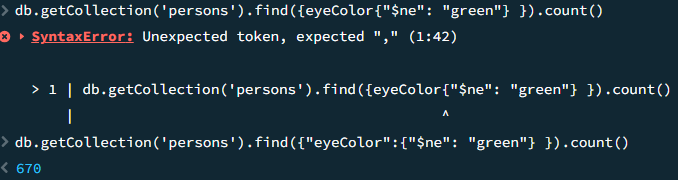 > db.getCollection('persons').find({eyeColor{"$ne": "green"} }).count()
SyntaxError: Unexpected token, expected "," (1:42)
> 1 | db.getCollection('persons').find({eyeColor{"$ne": "green"} }).count()
| ^
> db.getCollection('persons').find({"eyeColor":{"$ne": "green"} }).count()
< 670